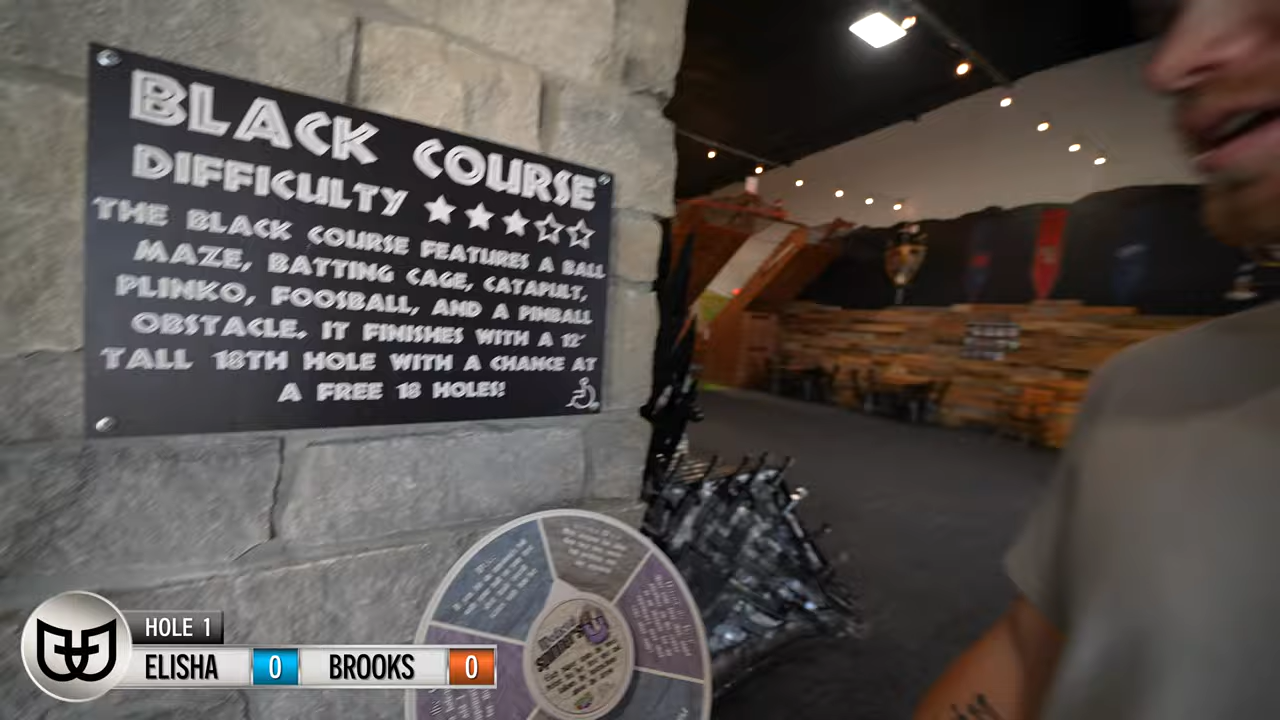 BLACK COURSE
DIFFICULTY
THE BLACK COURSE FEATURES A BALL
MAZE, BATTING CAGE, CATAPULT,
PLINKO, FOOSBALL, AND A PINBALL
OBSTACLE. IT FINISHES WITH A 12'
TALL 18TH HOLE WITH A CHANCE AT
A FREE 18 HOLES!
HOLE 1
ELISHA 0 BROOKS 0